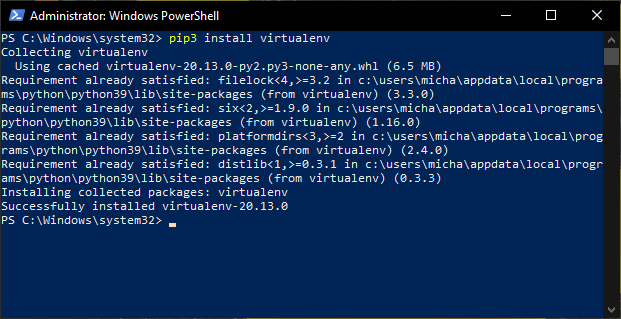 Administrator: Windows PowerShell
PS C:\Windows\system32> pip3 install virtualenv
Collecting virtualenv
  Using cached virtualenv-20.13.0-py2.py3-none-any.whl (6.5 MB)
Requirement already satisfied: filelock<4,>=3.2 in c:\users\micha\appdata\local\progra
ms\python\python39\lib\site-packages (from virtualenv) (3.3.0)
Requirement already satisfied: six<2,>=1.9.0 in c:\users\micha\appdata\local\programs\
python\python39\lib\site-packages (from virtualenv) (1.16.0)
Requirement already satisfied: platformdirs<3,>=2 in c:\users\micha\appdata\local\prog
rams\python\python39\lib\site-packages (from virtualenv) (2.4.0)
Requirement already satisfied: distlib<1,>=0.3.1 in c:\users\micha\appdata\local\progr
ams\python\python39\lib\site-packages (from virtualenv) (0.3.3)
Installing collected packages: virtualenv
Successfully installed virtualenv-20.13.0
PS C:\Windows\system32>